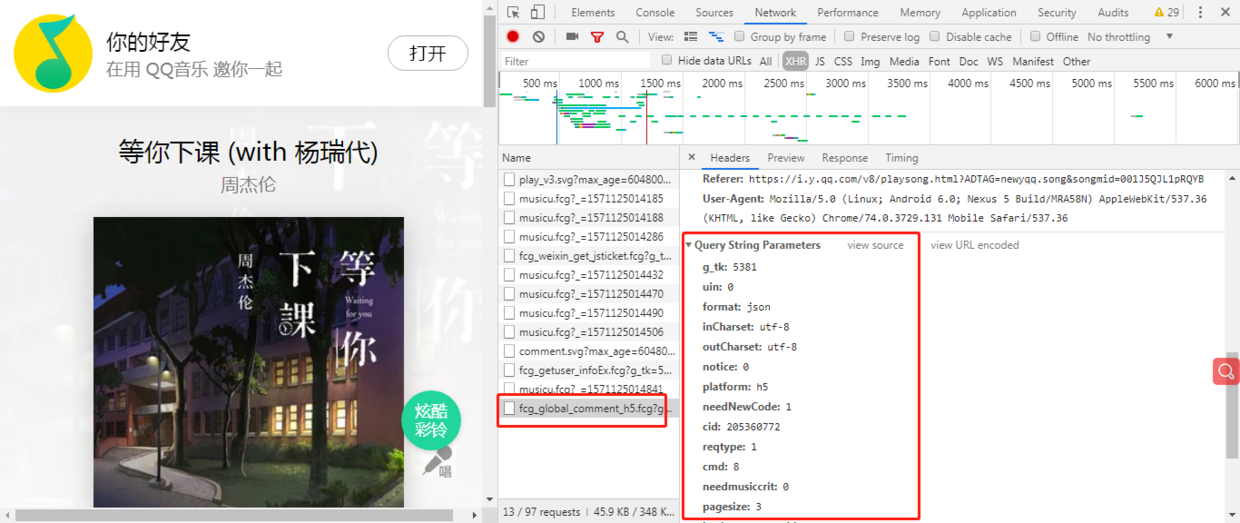 你的好友
在用 QQ音乐 邀你一起
打开
等你下课 (with 杨瑞代)
周杰伦
等
你
下
課
周杰伦
Waiting
for you
炫酷
彩铃
唱
Elements Console Sources Network Performance Memory Application Security Audits 29
View: Group by frame Preserve log Disable cache Offline No throttling
Filter Hide data URLs All XHR JS CSS Img Media Font Doc WS Manifest Other
500 ms 1000 ms 1500 ms 2000 ms 2500 ms 3000 ms 3500 ms 4000 ms 4500 ms 5000 ms 5500 ms 6000 ms
Name
play_v3.svg?max_age=604800...
musicu.fcg?_=1571125014185
musicu.fcg?_=1571125014188
musicu.fcg?_=1571125014286
fcg_weixin_get_jsticket.fcg?g_t...
musicu.fcg?_=1571125014432
musicu.fcg?_=1571125014470
musicu.fcg?_=1571125014490
musicu.fcg?_=1571125014506
comment.svg?max_age=60480...
fcg_getuser_infoEx.fcg?g_tk=5...
musicu.fcg?_=1571125014841
fcg_global_comment_h5.fcg?g...
13 / 97 requests | 45.9 KB / 348 K...
Headers Preview Response Timing
Referer: https://i.y.qq.com/v8/playsong.html?ADTAG=newyqq.song&songmid=001J5QJL1pRQYB
User-Agent: Mozilla/5.0 (Linux; Android 6.0; Nexus 5 Build/MRA58N) AppleWebKit/537.36
(KHTML, like Gecko) Chrome/74.0.3729.131 Mobile Safari/537.36
Query String Parameters view source view URL encoded
g_tk: 5381
uin: 0
format: json
inCharset: utf-8
outCharset: utf-8
notice: 0
platform: h5
needNewCode: 1
cid: 205360772
reqtype: 1
cmd: 8
needmusiccrit: 0
pagesize: 3